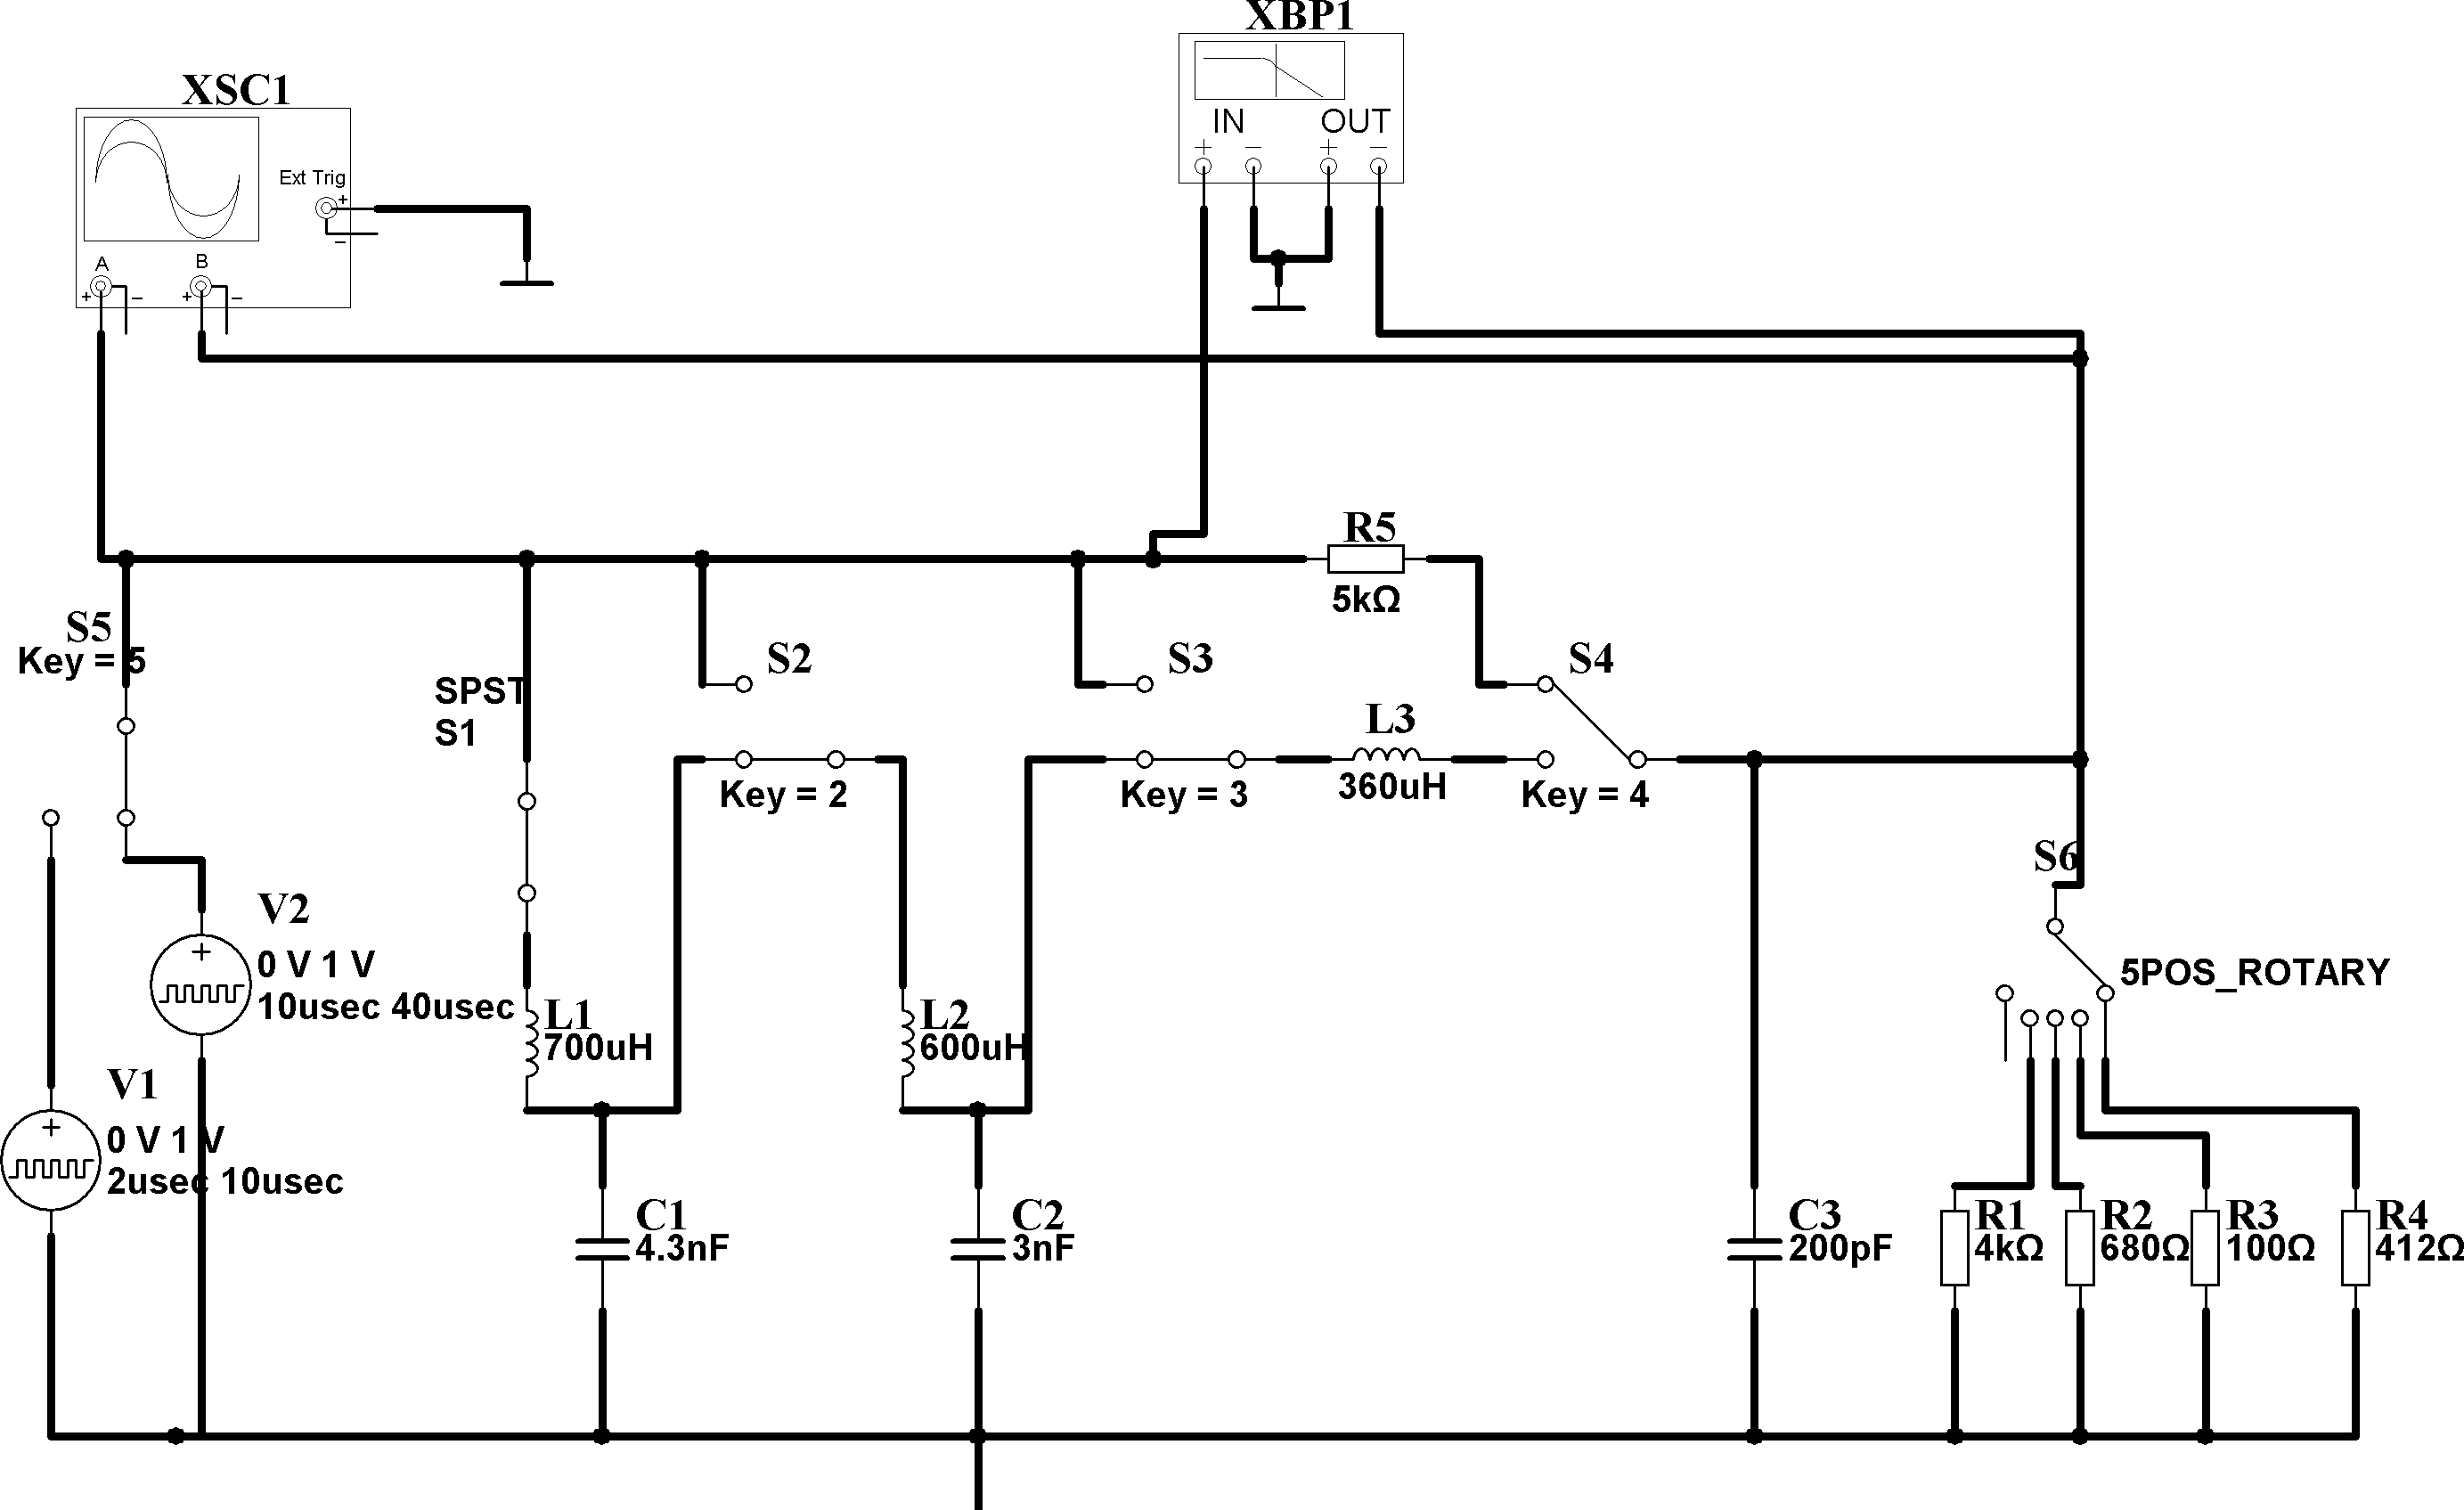 XBP1
XSC1
IN OUT
+ − + −
Ext Trig
+
−
A B
+ − + −
R5
5kΩ
S5
Key = 5
SPST
S1
S2
S3
S4
L3
360uH
Key = 2
Key = 3
Key = 4
S6
5POS_ROTARY
V2
+
0 V 1 V
10usec 40usec
L1
700uH
L2
600uH
V1
+
0 V 1 V
2usec 10usec
C1
4.3nF
C2
3nF
C3
200pF
R1
4kΩ
R2
680Ω
R3
100Ω
R4
412Ω